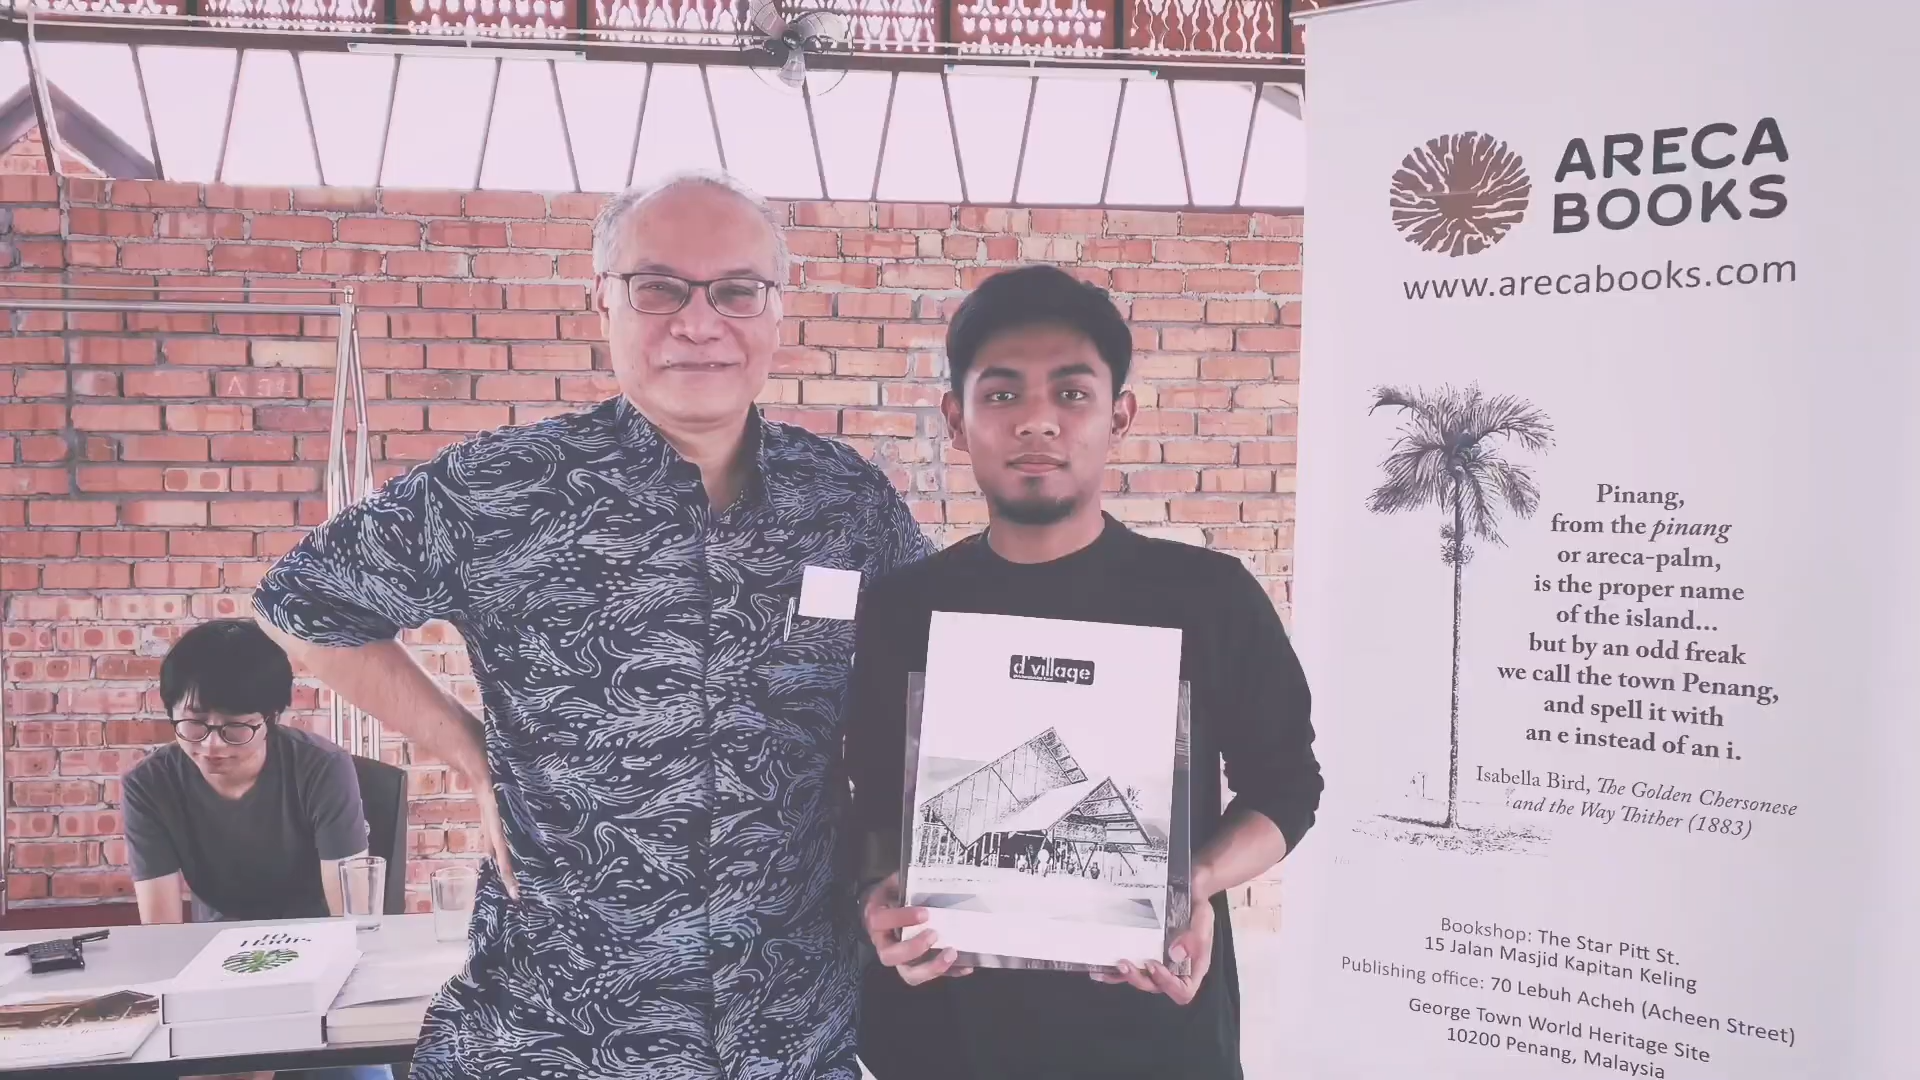 ARECA
BOOKS
www.arecabooks.com
Pinang,
from the pinang
or areca-palm,
is the proper name
of the island...
but by an odd freak
we call the town Penang,
and spell it with
an e instead of an i.
Isabella Bird, The Golden Chersonese
and the Way Thither (1883)
Bookshop: The Star Pitt St.
15 Jalan Masjid Kapitan Keling
Publishing office: 70 Lebuh Acheh (Acheen Street)
George Town World Heritage Site
10200 Penang, Malaysia
d'village